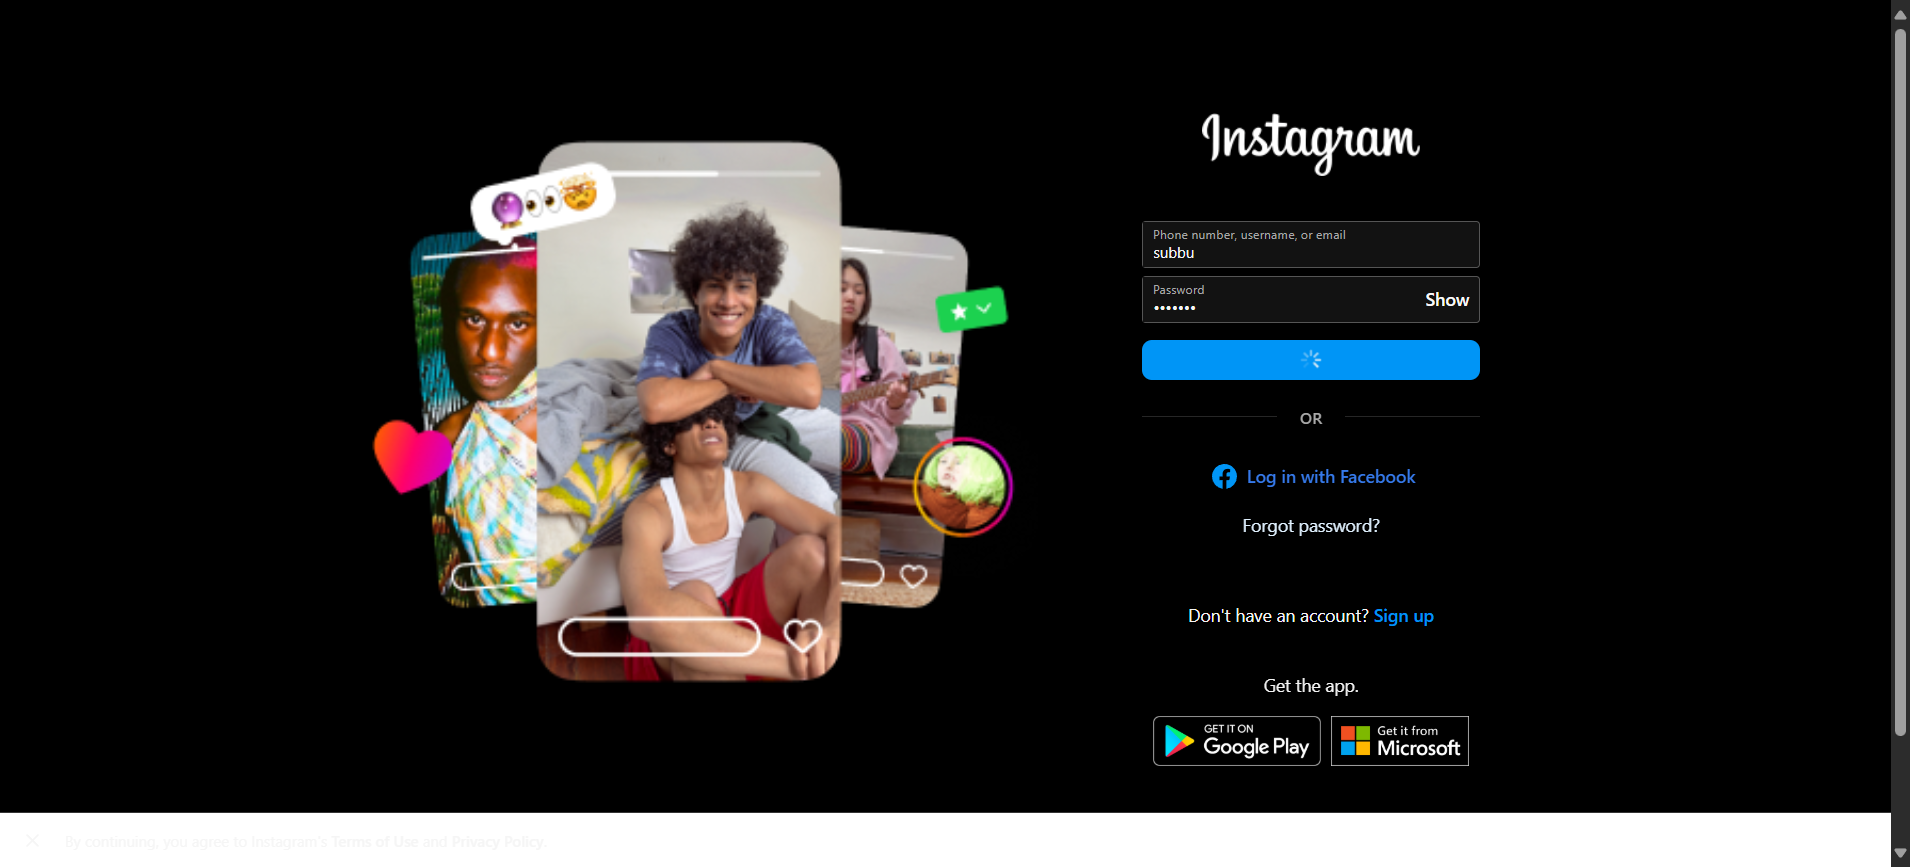 Instagram
Phone number, username, or email
subbu
Password
•••••••
Show
OR
Log in with Facebook
Forgot password?
Don't have an account? Sign up
Get the app.
GET IT ON
Google Play
Get it from
Microsoft
By continuing, you agree to Instagram's Terms of Use and Privacy Policy.